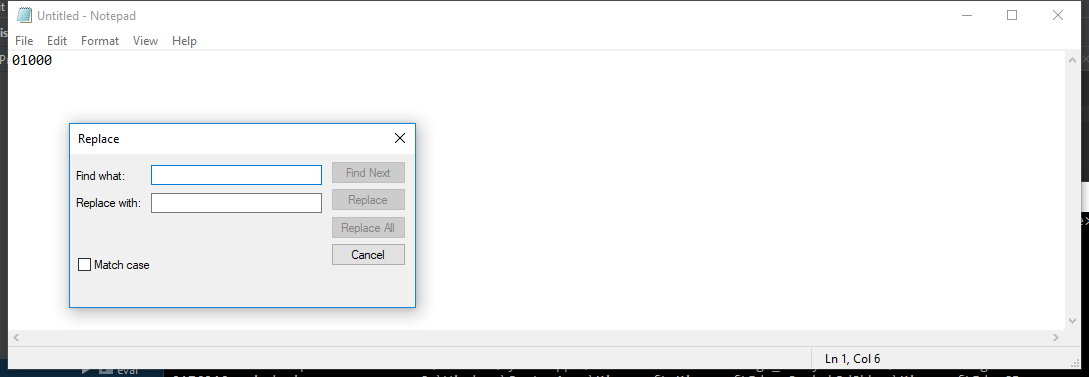 Untitled - Notepad
File Edit Format View Help
01000
Replace
Find what:
Find Next
Replace with:
Replace
Replace All
Cancel
Match case
Ln 1, Col 6
eval